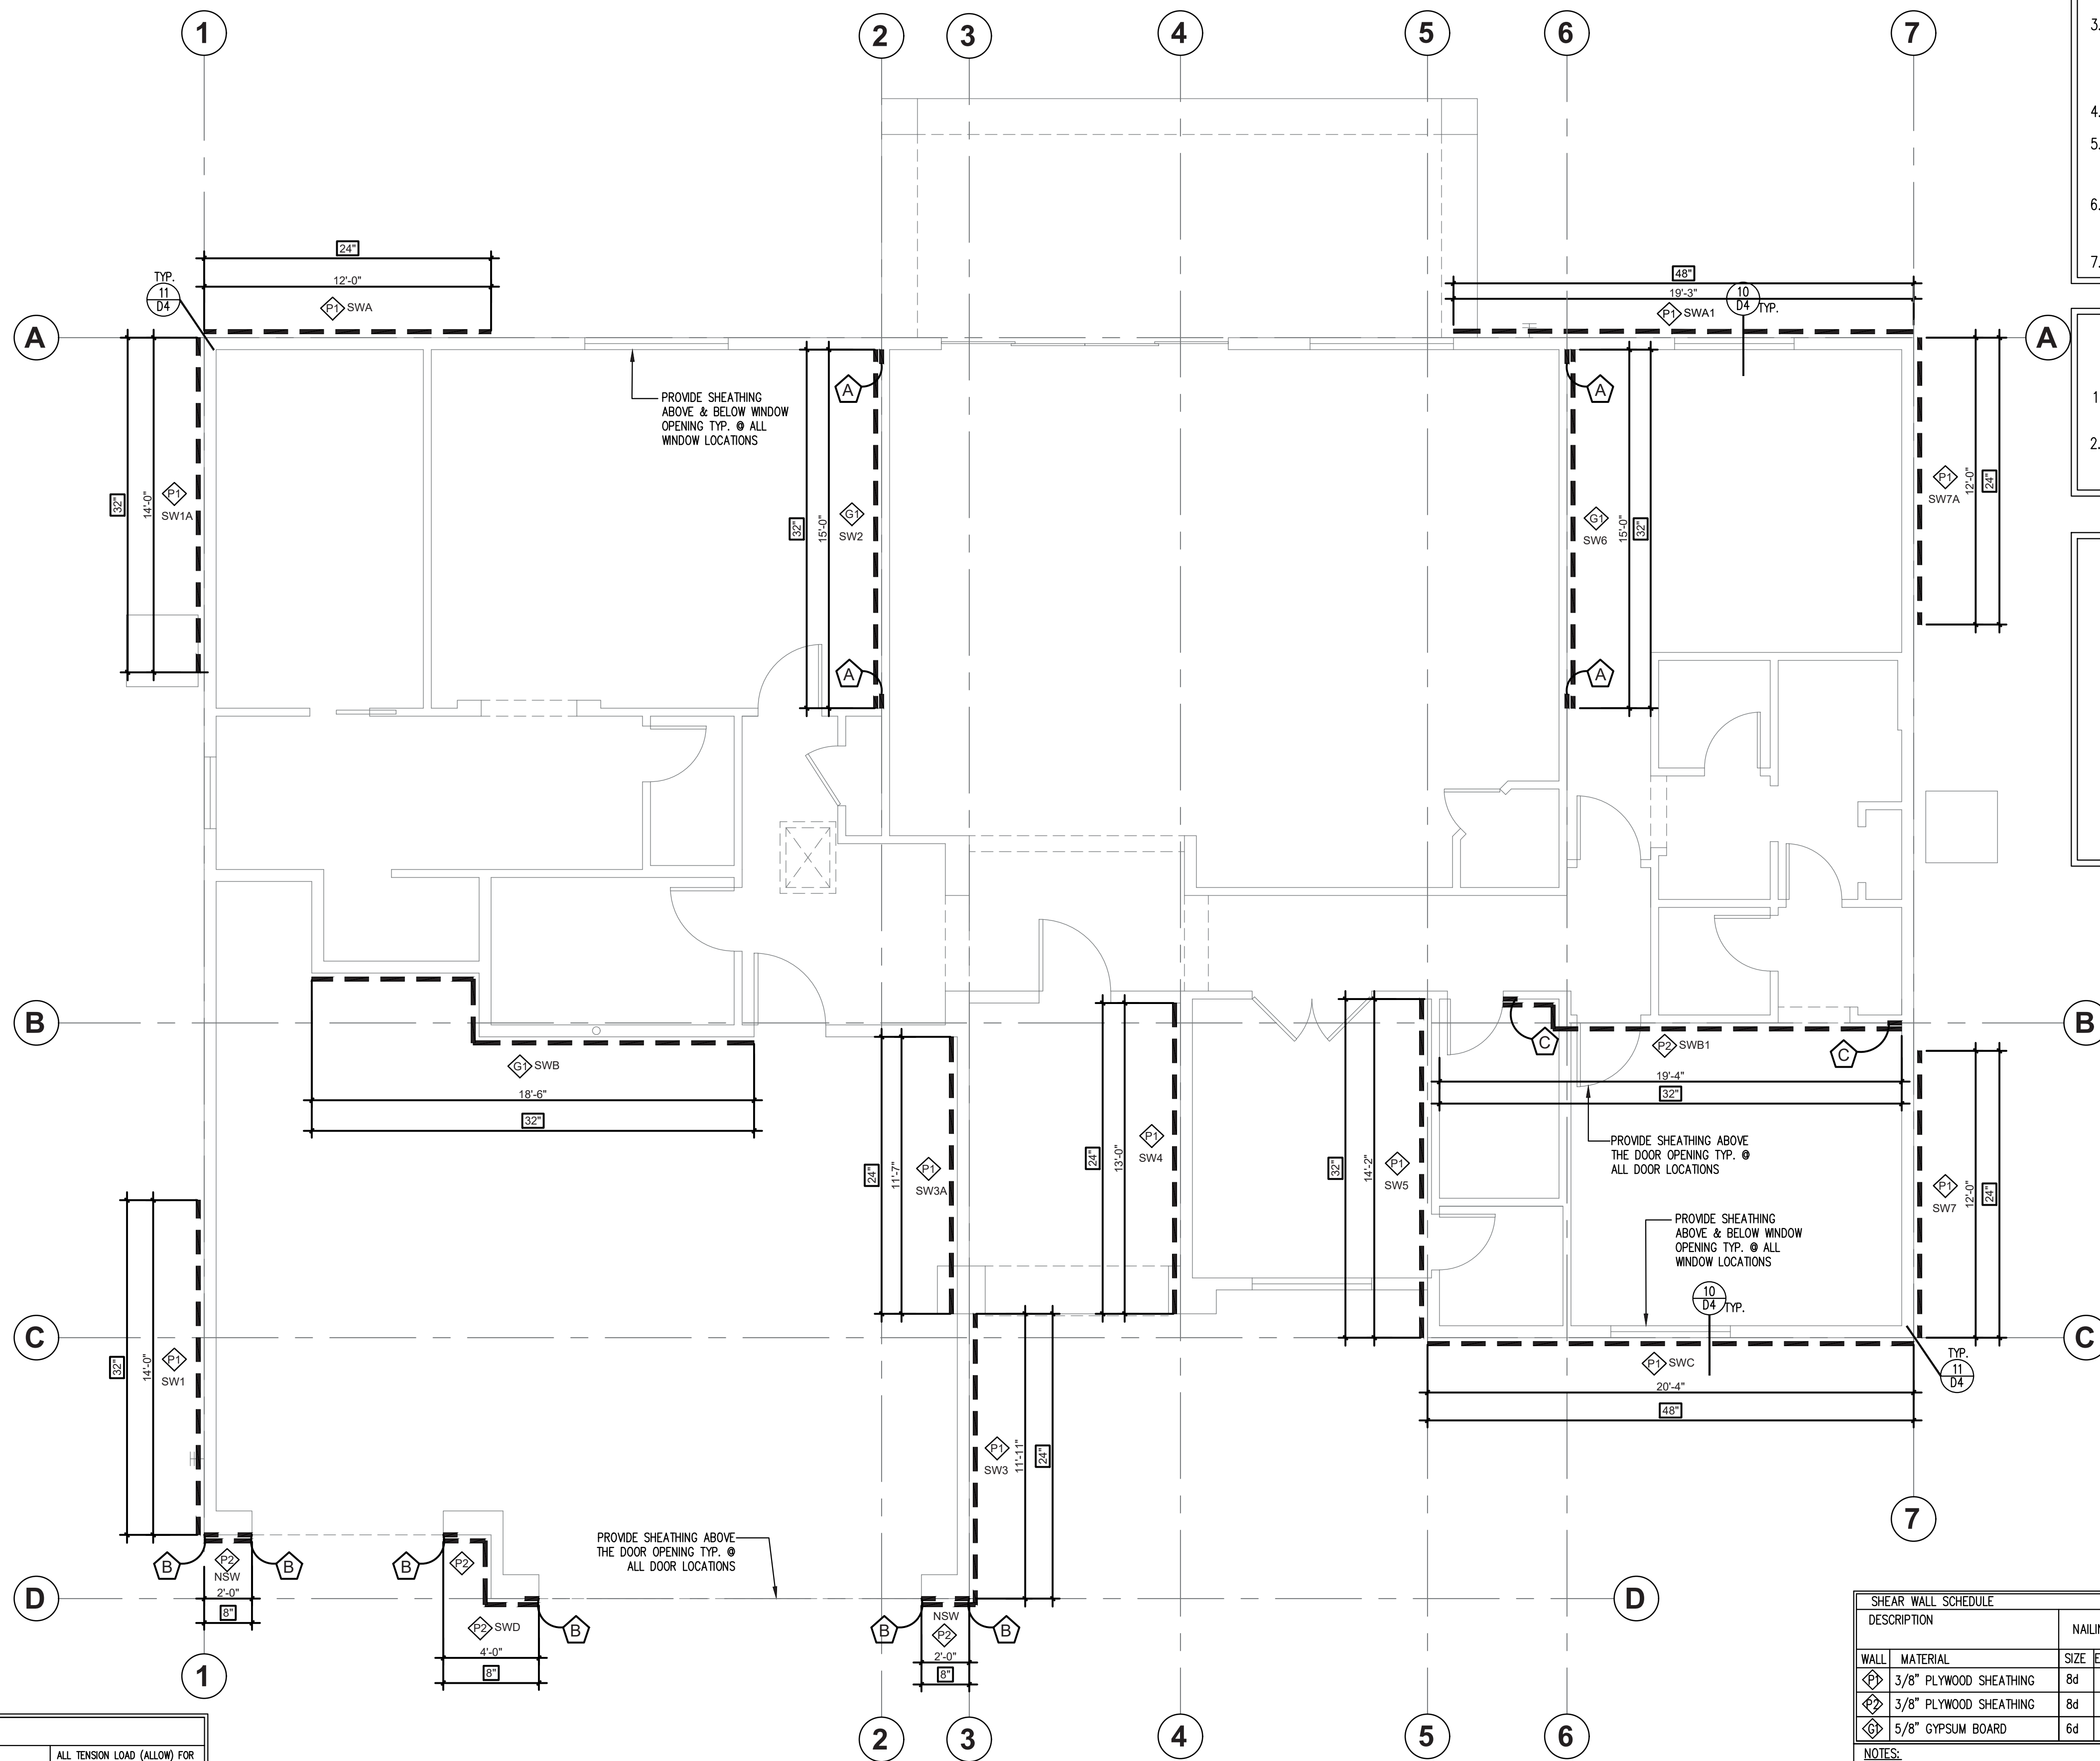 1
2
3
4
5
6
7
3.
4.
5.
6.
7.
24"
12'-0"
P1 SWA
TYP.
11
D4
48"
19'-3"
P1 SWA1
10
D4 TYP.
A
A
PROVIDE SHEATHING
ABOVE & BELOW WINDOW
OPENING TYP. @ ALL
WINDOW LOCATIONS
A
A
1
2.
32"
14'-0"
P1
SW1A
32"
15'-0"
G1
SW2
G1
SW6
15'-0"
32"
P1
SW7A
12'-0"
24"
A
A
B
B
C
C
P2 SWB1
19'-4"
32"
G1 SWB
18'-6"
32"
24"
11'-7"
P1
SW3A
24"
13'-0"
P1
SW4
32"
14'-2"
P1
SW5
PROVIDE SHEATHING ABOVE
THE DOOR OPENING TYP. @
ALL DOOR LOCATIONS
PROVIDE SHEATHING
ABOVE & BELOW WINDOW
OPENING TYP. @ ALL
WINDOW LOCATIONS
P1
SW7
12'-0"
24"
10
D4 TYP.
C
C
32"
14'-0"
P1
SW1
P1 SWC
20'-4"
48"
TYP.
11
D4
P1
SW3
11'-11"
24"
7
PROVIDE SHEATHING ABOVE
THE DOOR OPENING TYP. @
ALL DOOR LOCATIONS
B
P2
NSW
B
2'-0"
8"
B
P2
P2 SWD
B
4'-0"
8"
B
NSW
P2
B
2'-0"
8"
D
D
1
2
3
4
5
6
SHEAR WALL SCHEDULE
DESCRIPTION
WALL MATERIAL SIZE
P1 3/8" PLYWOOD SHEATHING 8d
P2 3/8" PLYWOOD SHEATHING 8d
G1 5/8" GYPSUM BOARD 6d
NOTES:
ALL TENSION LOAD (ALLOW) FOR